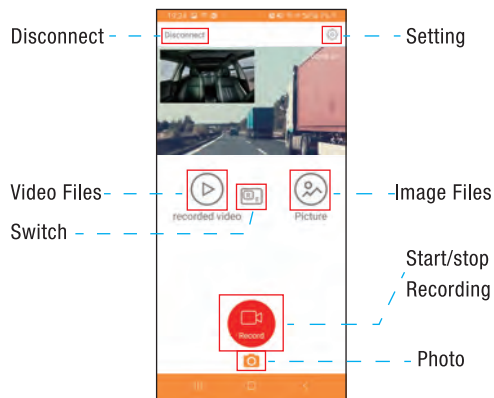 Disconnect
Disconnect
Setting
Video Files
Image Files
recorded video
Picture
Switch
Start/stop
Recording
Record
Photo